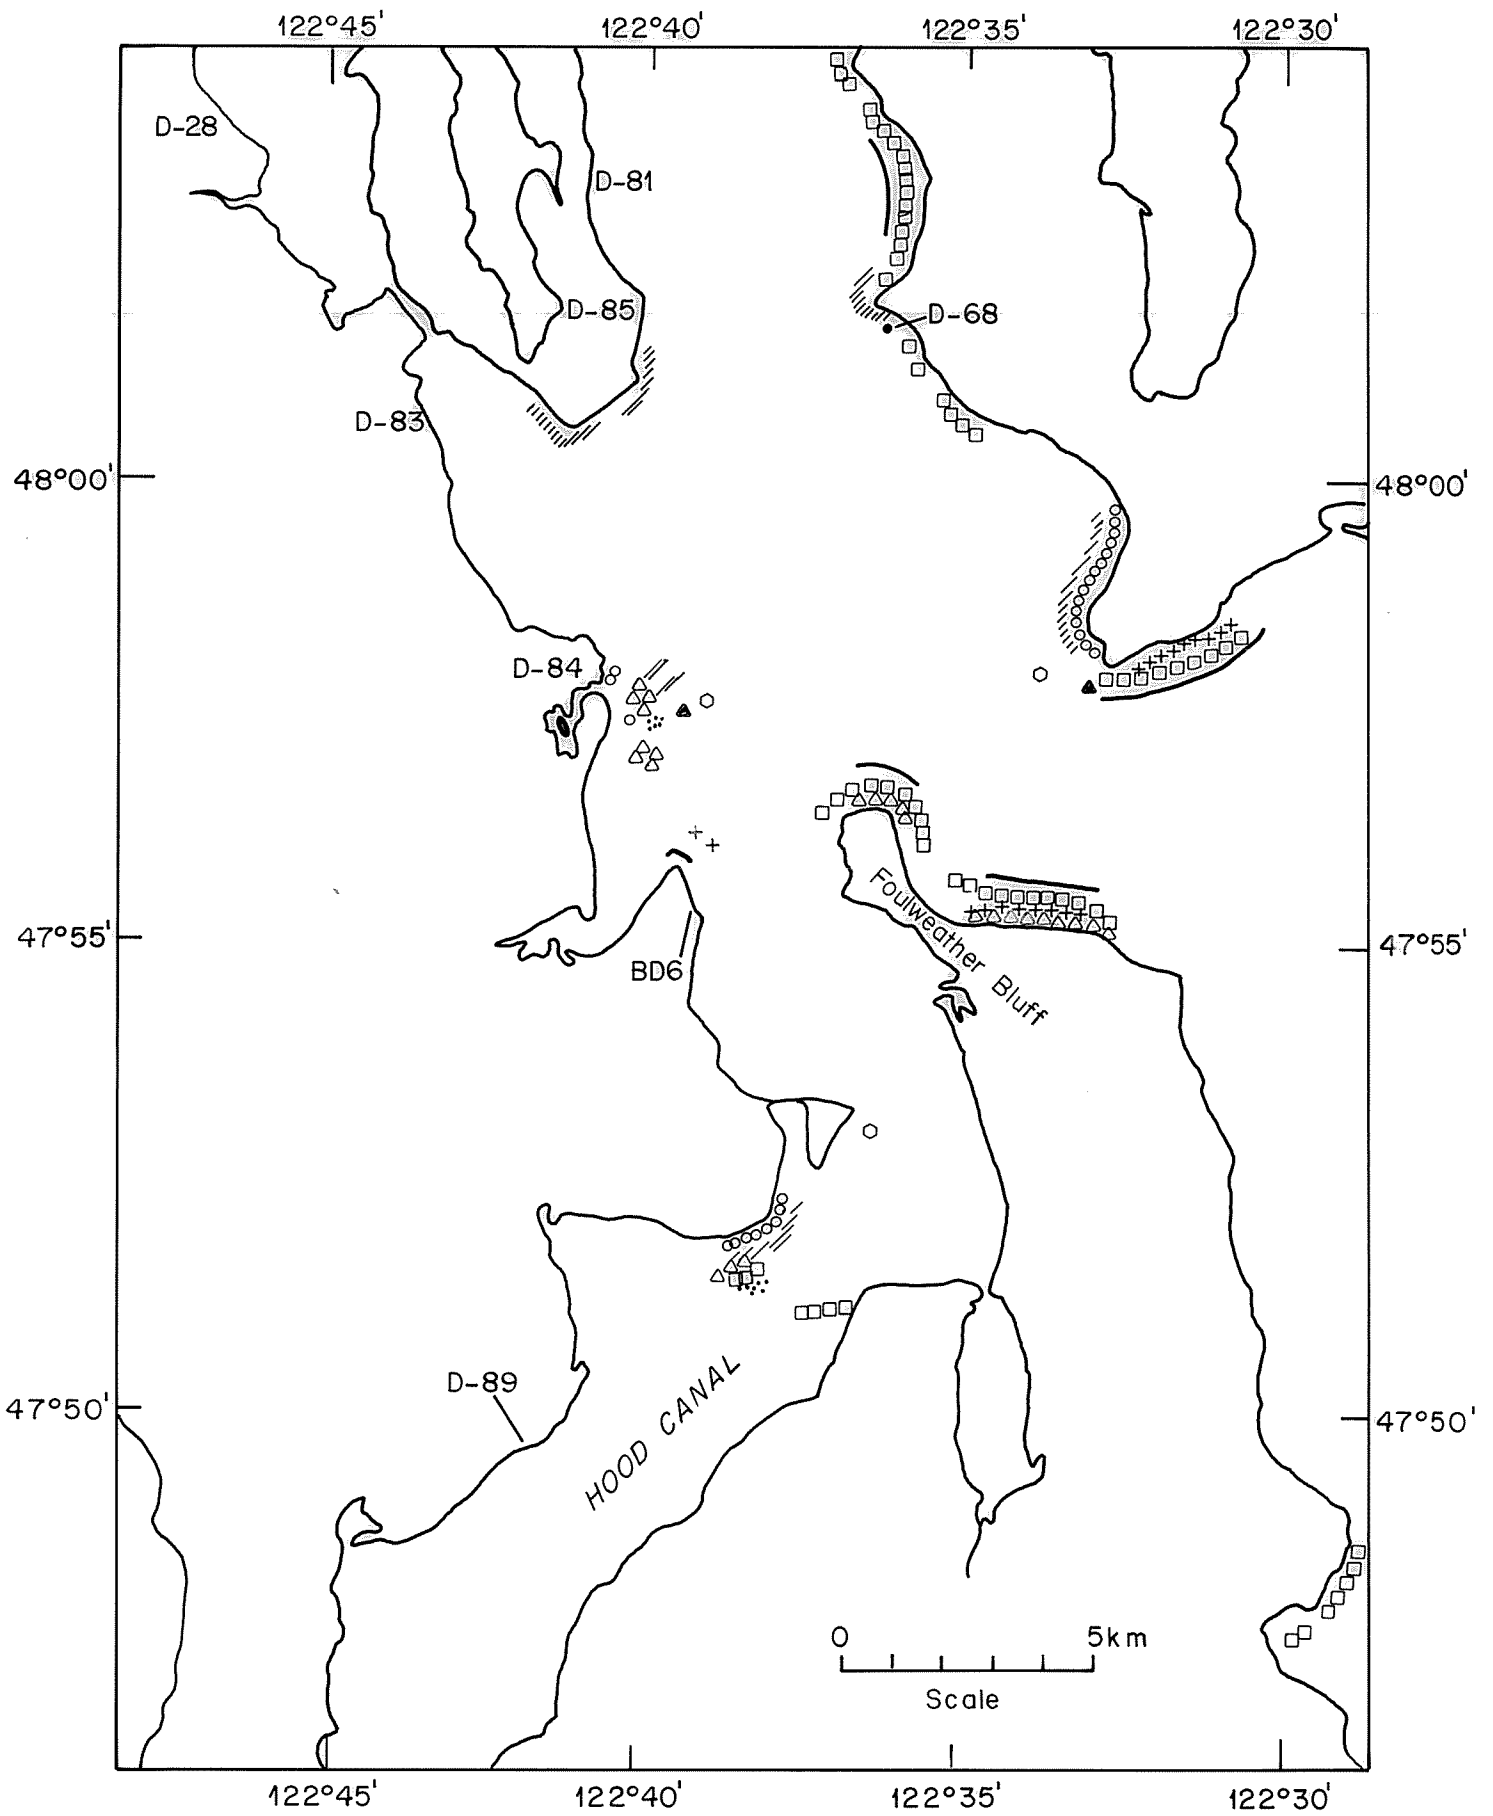 122°45' 122°40' 122°35' 122°30'
D-28
D-81
D-85
D-68
D-83
48°00' 48°00'
D-84
Foulweather Bluff
47°55' 47°55'
BD6
D-89
HOOD CANAL
47°50' 47°50'
0 5km
Scale
122°45' 122°40' 122°35' 122°30'